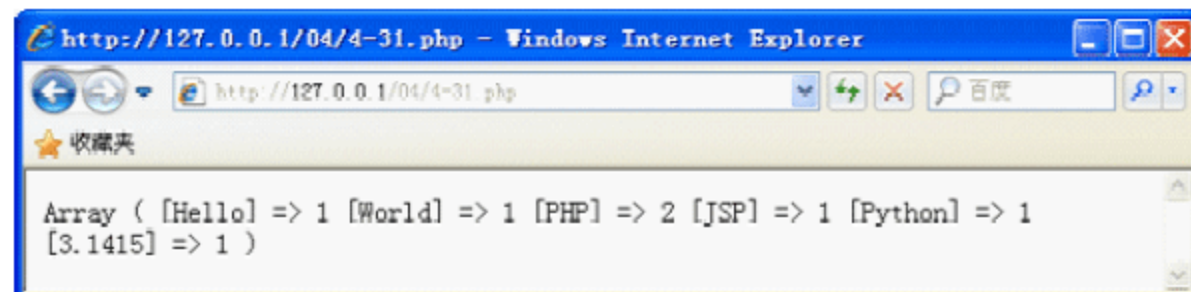 http://127.0.0.1/04/4-31.php - Windows Internet Explorer
http://127.0.0.1/04/4-31.php
百度
收藏夹
Array ( [Hello] => 1 [World] => 1 [PHP] => 2 [JSP] => 1 [Python] => 1
[3.1415] => 1 )